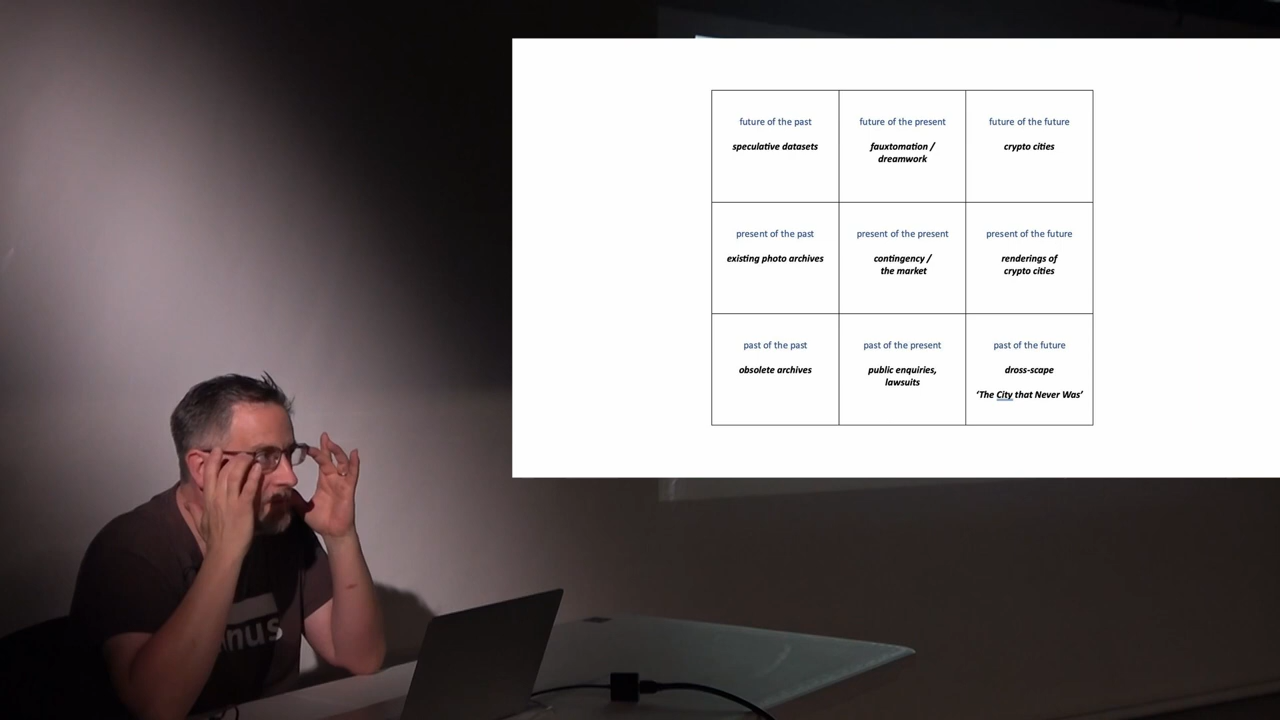 future of the past
speculative datasets
future of the present
fauxtomation /
dreamwork
future of the future
crypto cities
present of the past
existing photo archives
present of the present
contingency /
the market
present of the future
renderings of
crypto cities
past of the past
obsolete archives
past of the present
public enquiries,
lawsuits
past of the future
dross-scape
‘The City that Never Was’